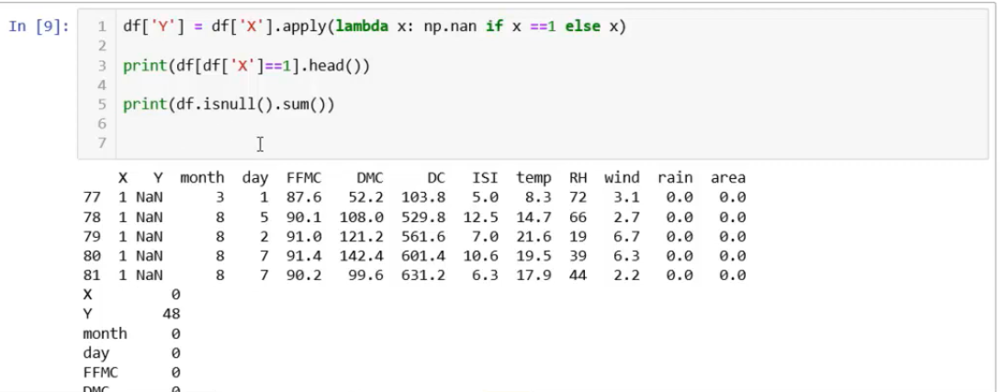 In [9]:
1 df['Y'] = df['X'].apply(lambda x: np.nan if x ==1 else x)
2
3 print(df[df['X']==1].head())
4
5 print(df.isnull().sum())
6
7
X Y month day FFMC DMC DC ISI temp RH wind rain area
77 1 NaN 3 1 87.6 52.2 103.8 5.0 8.3 72 3.1 0.0 0.0
78 1 NaN 8 5 90.1 108.0 529.8 12.5 14.7 66 2.7 0.0 0.0
79 1 NaN 8 2 91.0 121.2 561.6 7.0 21.6 19 6.7 0.0 0.0
80 1 NaN 8 7 91.4 142.4 601.4 10.6 19.5 39 6.3 0.0 0.0
81 1 NaN 8 7 90.2 99.6 631.2 6.3 17.9 44 2.2 0.0 0.0
X 0
Y 48
month 0
day 0
FFMC 0
DMC 0